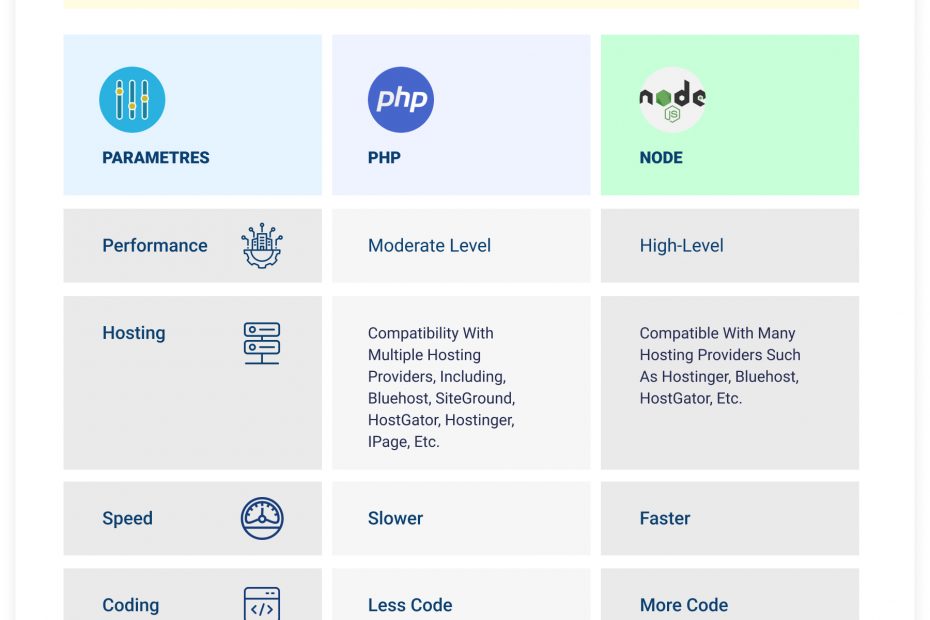 php
node
JS
PARAMETRES
PHP
NODE
Performance
Moderate Level
High-Level
Hosting
Compatibility With
Multiple Hosting
Providers, Including,
Bluehost, SiteGround,
HostGator, Hostinger,
IPage, Etc.
Compatible With Many
Hosting Providers Such
As Hostinger, Bluehost,
HostGator, Etc.
Speed
Slower
Faster
Coding
</>
Less Code
More Code